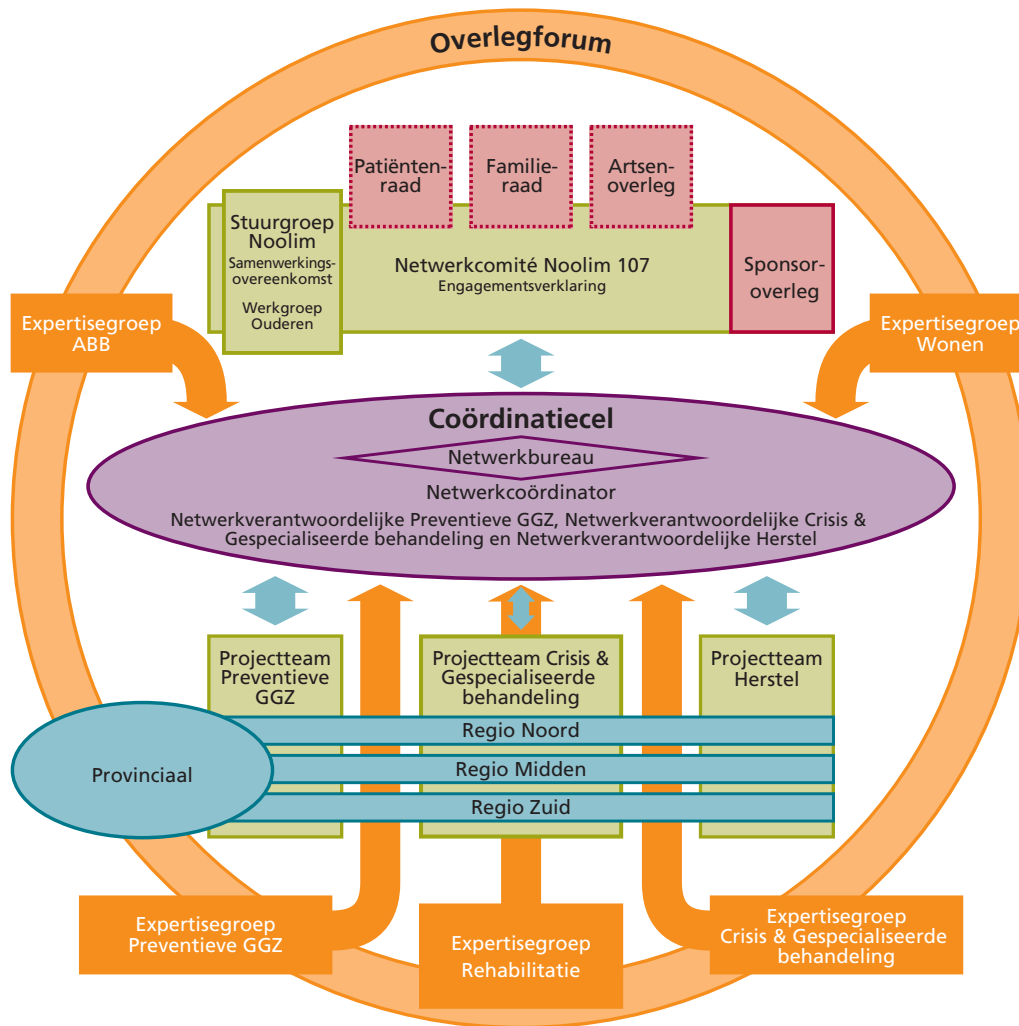 Overlegforum
Patiënten-
raad
Familie-
raad
Artsen-
overleg
Stuurgroep
Noolim
Samenwerkings-
overeenkomst
Werkgroep
Ouderen
Netwerkcomité Noolim 107
Engagementsverklaring
Sponsor-
overleg
Expertisegroep
ABB
Expertisegroep
Wonen
Coördinatiecel
Netwerkbureau
Netwerkcoördinator
Netwerkverantwoordelijke Preventieve GGZ, Netwerkverantwoordelijke Crisis &
Gespecialiseerde behandeling en Netwerkverantwoordelijke Herstel
Projectteam
Preventieve
GGZ
Projectteam Crisis &
Gespecialiseerde
behandeling
Projectteam
Herstel
Provinciaal
Regio Noord
Regio Midden
Regio Zuid
Expertisegroep
Preventieve GGZ
Expertisegroep
Rehabilitatie
Expertisegroep
Crisis & Gespecialiseerde
behandeling